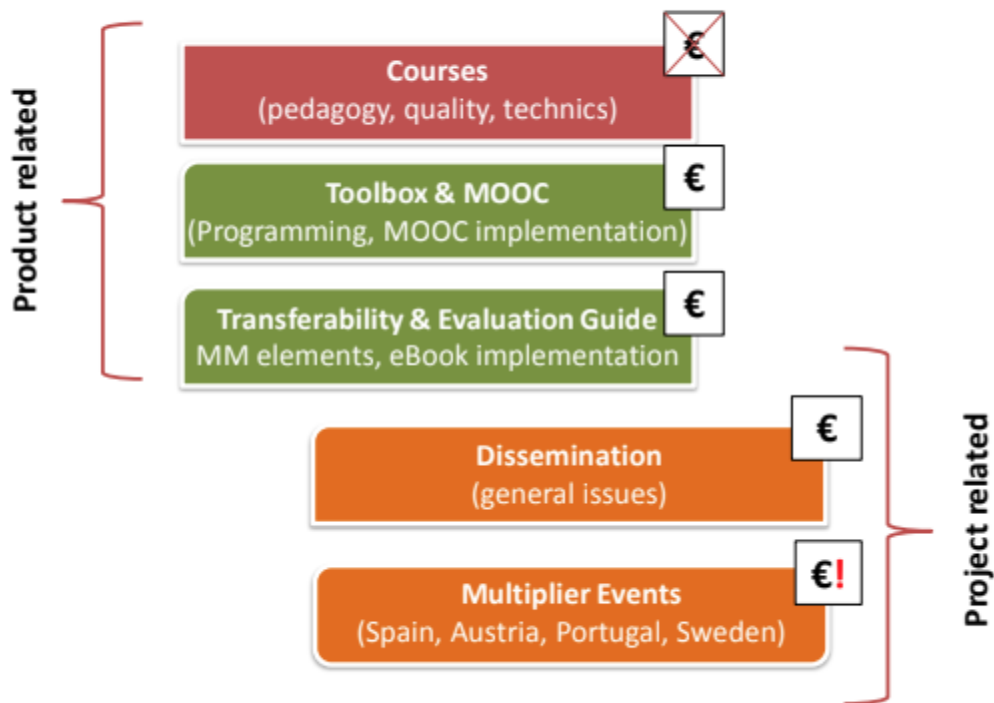 Product related
€
Courses
(pedagogy, quality, technics)
€
Toolbox & MOOC
(Programming, MOOC implementation)
€
Transferability & Evaluation Guide
MM elements, eBook implementation
€
Dissemination
(general issues)
€!
Multiplier Events
(Spain, Austria, Portugal, Sweden)
Project related